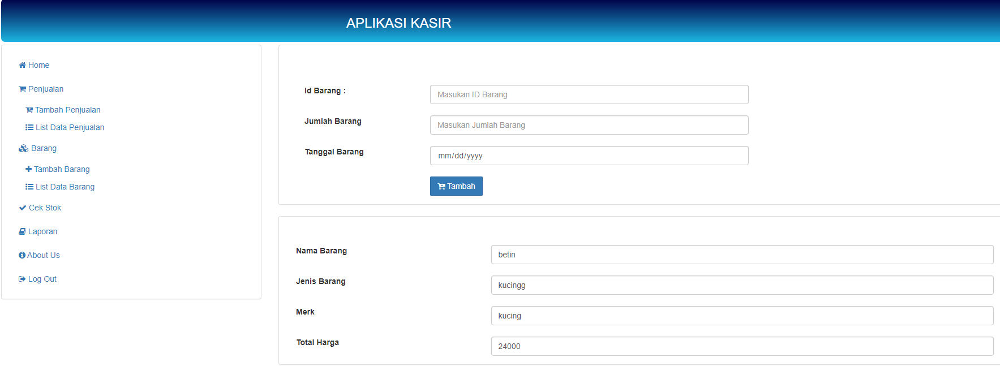 APLIKASI KASIR
Home
Penjualan
Tambah Penjualan
List Data Penjualan
Barang
Tambah Barang
List Data Barang
Cek Stok
Laporan
About Us
Log Out
Id Barang :
Masukan ID Barang
Jumlah Barang
Masukan Jumlah Barang
Tanggal Barang
mm/dd/yyyy
Tambah
Nama Barang
betin
Jenis Barang
kucingg
Merk
kucing
Total Harga
24000